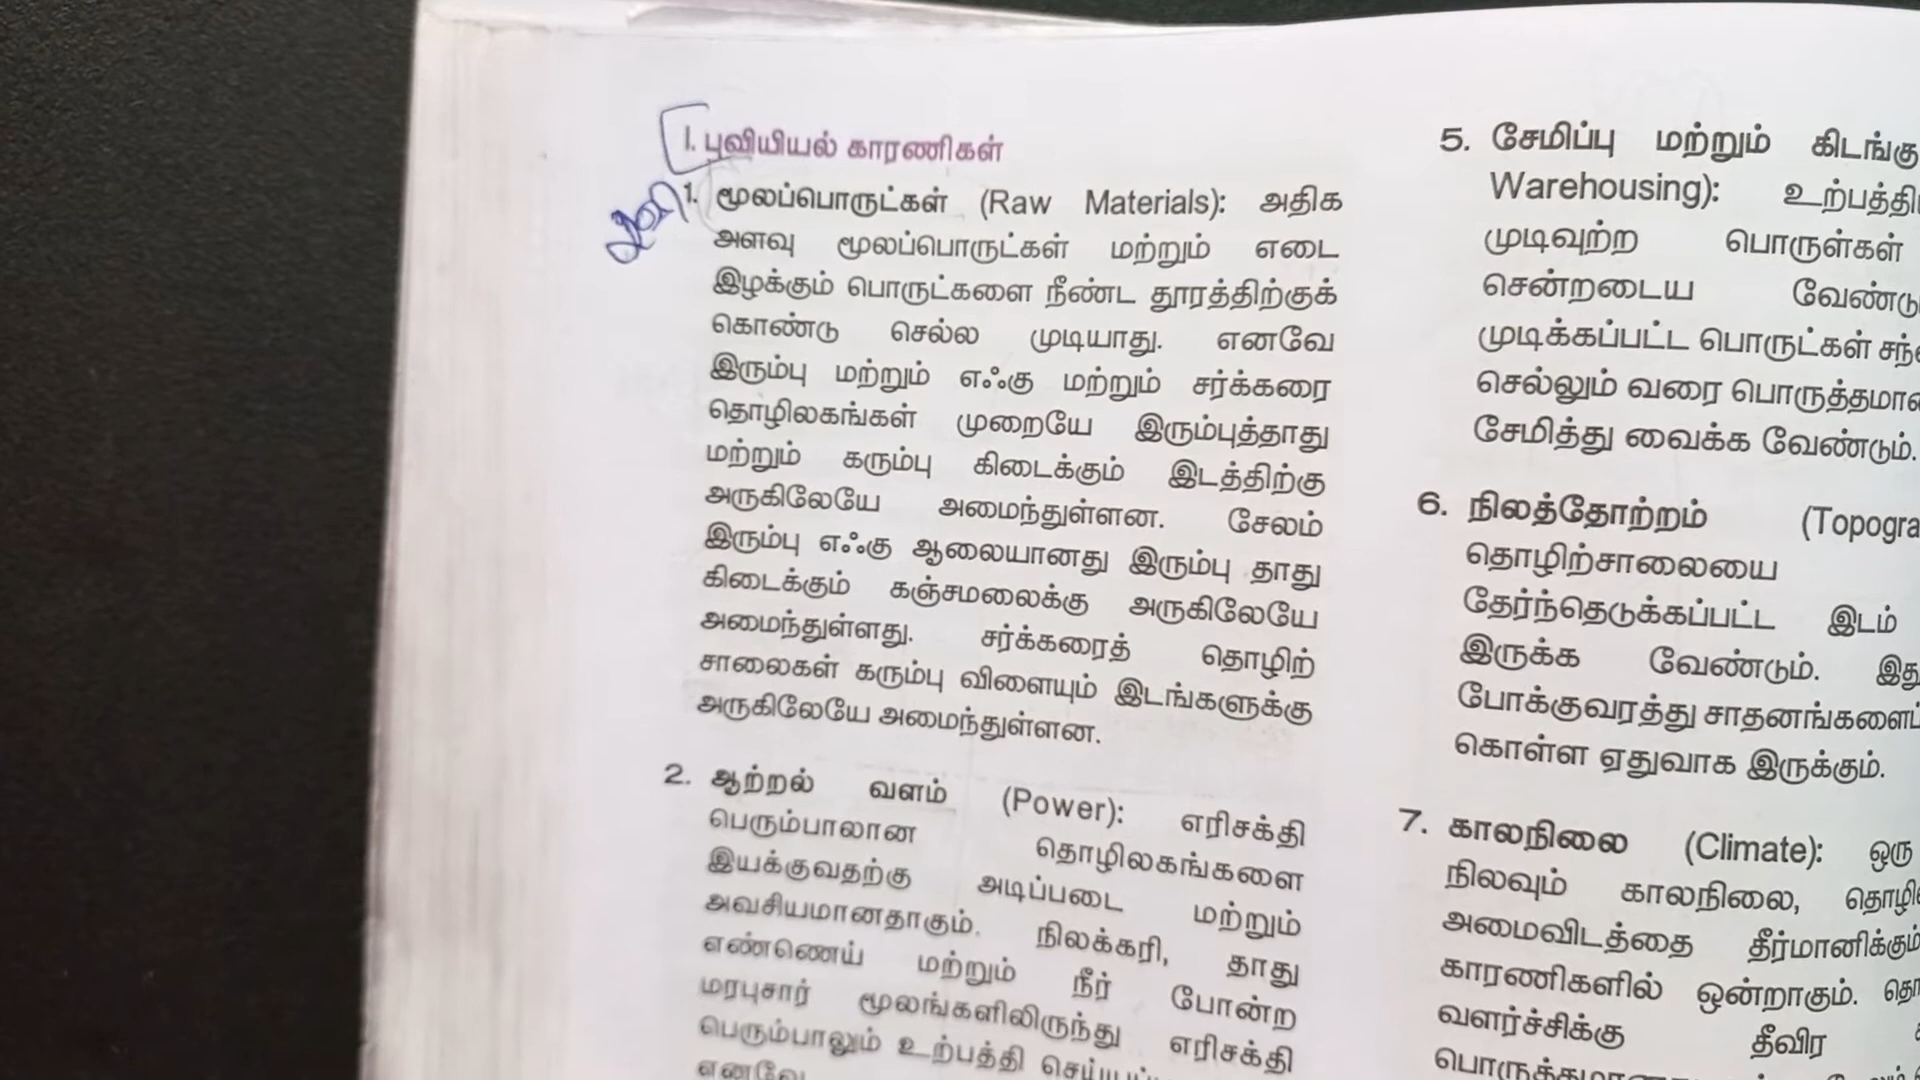 I. புவியியல் காரணிகள்
1. மூலப்பொருட்கள் (Raw Materials): அதிக
அளவு மூலப்பொருட்கள் மற்றும் எடை
இழக்கும் பொருட்களை நீண்ட தூரத்திற்குக்
கொண்டு செல்ல முடியாது. எனவே
இரும்பு மற்றும் எஃகு மற்றும் சர்க்கரை
தொழிலகங்கள் முறையே இரும்புத்தாது
மற்றும் கரும்பு கிடைக்கும் இடத்திற்கு
அருகிலேயே அமைந்துள்ளன. சேலம்
இரும்பு எஃகு ஆலையானது இரும்பு தாது
கிடைக்கும் கஞ்சமலைக்கு அருகிலேயே
அமைந்துள்ளது. சர்க்கரைத் தொழிற்
சாலைகள் கரும்பு விளையும் இடங்களுக்கு
அருகிலேயே அமைந்துள்ளன.
2. ஆற்றல் வளம் (Power): எரிசக்தி
பெரும்பாலான தொழிலகங்களை
இயக்குவதற்கு அடிப்படை மற்றும்
அவசியமானதாகும். நிலக்கரி, தாது
எண்ணெய் மற்றும் நீர் போன்ற
மரபுசார் மூலங்களிலிருந்து எரிசக்தி
பெரும்பாலும் உற்பத்தி
எனவே
5. சேமிப்பு மற்றும் கிடங்கு
Warehousing): உற்பத்தி
முடிவுற்ற பொருள்கள்
சென்றடைய
முடிக்கப்பட்ட பொருட்கள்
செல்லும் வரை
சேமித்து வைக்க வேண்டும்.
6. நிலத்தோற்றம் (Topogra
தொழிற்சாலையை
தேர்ந்தெடுக்கப்பட்ட இடம்
இருக்க வேண்டும். இது
போக்குவரத்து
கொள்ள ஏதுவாக இருக்கும்.
7. காலநிலை (Climate): ஒரு
நிலவும் காலநிலை,
அமைவிடத்தை தீர்மானிக்கும்
காரணிகளில் ஒன்றாகும்.
வளர்ச்சிக்கு தீவிர